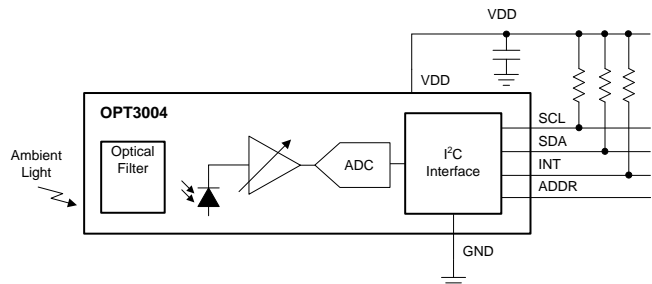 VDD
VDD
OPT3004
Ambient
Light
Optical
Filter
ADC
I²C
Interface
SCL
SDA
INT
ADDR
GND